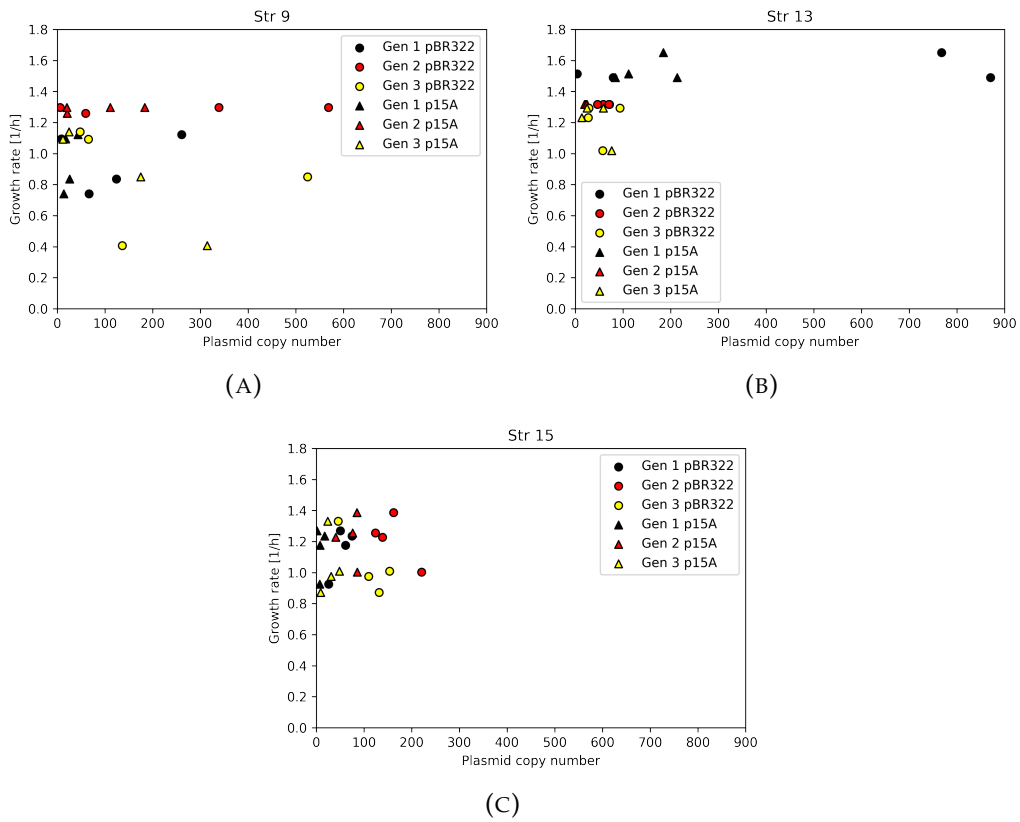 Str 9
Growth rate [1/h]
1.8
1.6
1.4
1.2
1.0
0.8
0.6
0.4
0.2
0.0
Gen 1 pBR322
Gen 2 pBR322
Gen 3 pBR322
Gen 1 p15A
Gen 2 p15A
Gen 3 p15A
0 100 200 300 400 500 600 700 800 900
Plasmid copy number
(A)
Str 13
Growth rate [1/h]
1.8
1.6
1.4
1.2
1.0
0.8
0.6
0.4
0.2
0.0
Gen 1 pBR322
Gen 2 pBR322
Gen 3 pBR322
Gen 1 p15A
Gen 2 p15A
Gen 3 p15A
0 100 200 300 400 500 600 700 800 900
Plasmid copy number
(B)
Str 15
Growth rate [1/h]
1.8
1.6
1.4
1.2
1.0
0.8
0.6
0.4
0.2
0.0
Gen 1 pBR322
Gen 2 pBR322
Gen 3 pBR322
Gen 1 p15A
Gen 2 p15A
Gen 3 p15A
0 100 200 300 400 500 600 700 800 900
Plasmid copy number
(C)